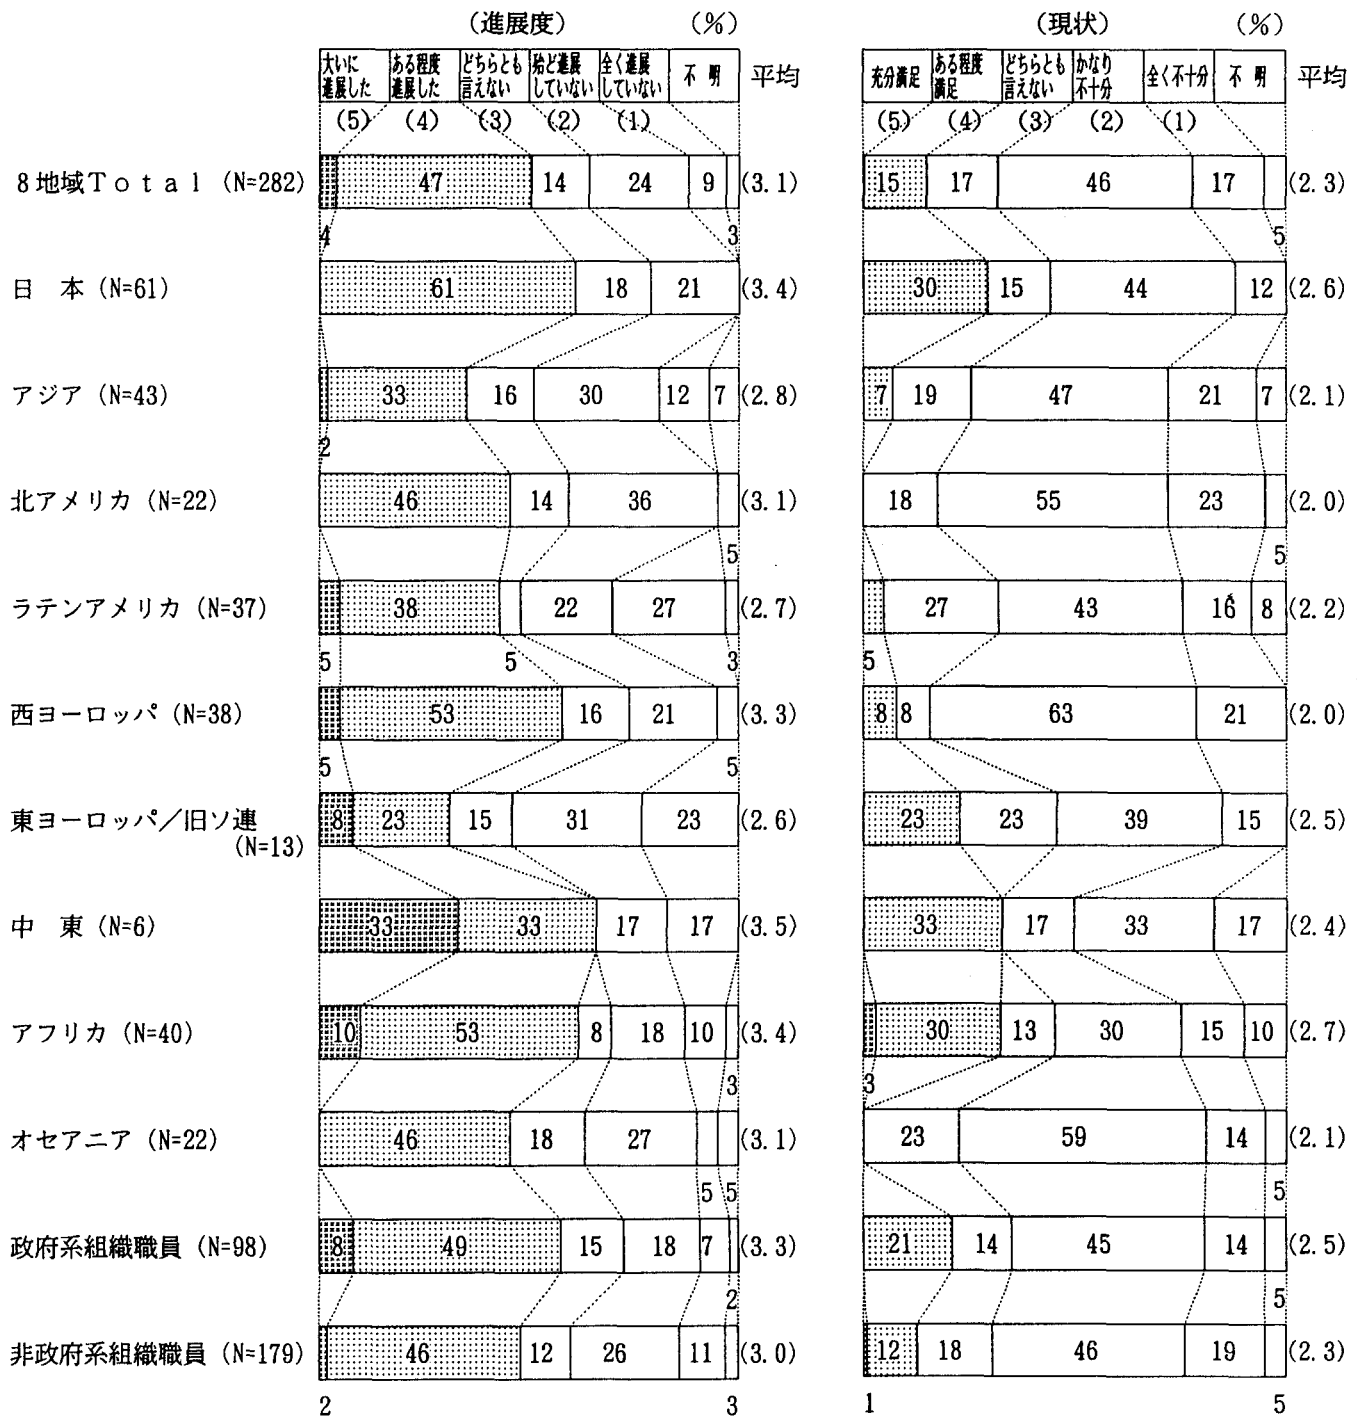 (進展度) (%) (現状) (%)
大いに進展した ある程度進展した どちらとも言えない 殆ど進展していない 全く進展していない 不明 平均 充分満足 ある程度満足 どちらとも言えない かなり不十分 全く不十分 不明 平均
(5) (4) (3) (2) (1) (5) (4) (3) (2) (1)
8地域Total (N=282) 47 14 24 9 (3.1) 15 17 46 17 (2.3)
4 3 5
日 本 (N=61) 61 18 21 (3.4) 30 15 44 12 (2.6)
アジア (N=43) 33 16 30 12 7 (2.8) 7 19 47 21 7 (2.1)
2
北アメリカ (N=22) 46 14 36 (3.1) 18 55 23 (2.0)
5 5
ラテンアメリカ (N=37) 38 22 27 (2.7) 27 43 16 8 (2.2)
5 5 3 5
西ヨーロッパ (N=38) 53 16 21 (3.3) 8 8 63 21 (2.0)
5 5
東ヨーロッパ/旧ソ連 8 23 15 31 23 (2.6) 23 23 39 15 (2.5)
(N=13)
中 東 (N=6) 33 33 17 17 (3.5) 33 17 33 17 (2.4)
アフリカ (N=40) 10 53 8 18 10 (3.4) 30 13 30 15 10 (2.7)
3 3
オセアニア (N=22) 46 18 27 (3.1) 23 59 14 (2.1)
5 5 5
政府系組織職員 (N=98) 8 49 15 18 7 (3.3) 21 14 45 14 (2.5)
2 5
非政府系組織職員 (N=179) 46 12 26 11 (3.0) 12 18 46 19 (2.3)
2 3 1 5